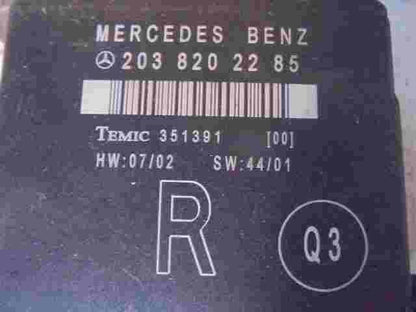 MERCEDES BENZ
203 820 22 85
TEMIC 351391 [00]
HW:07/02 SW:44/01
R
Q3